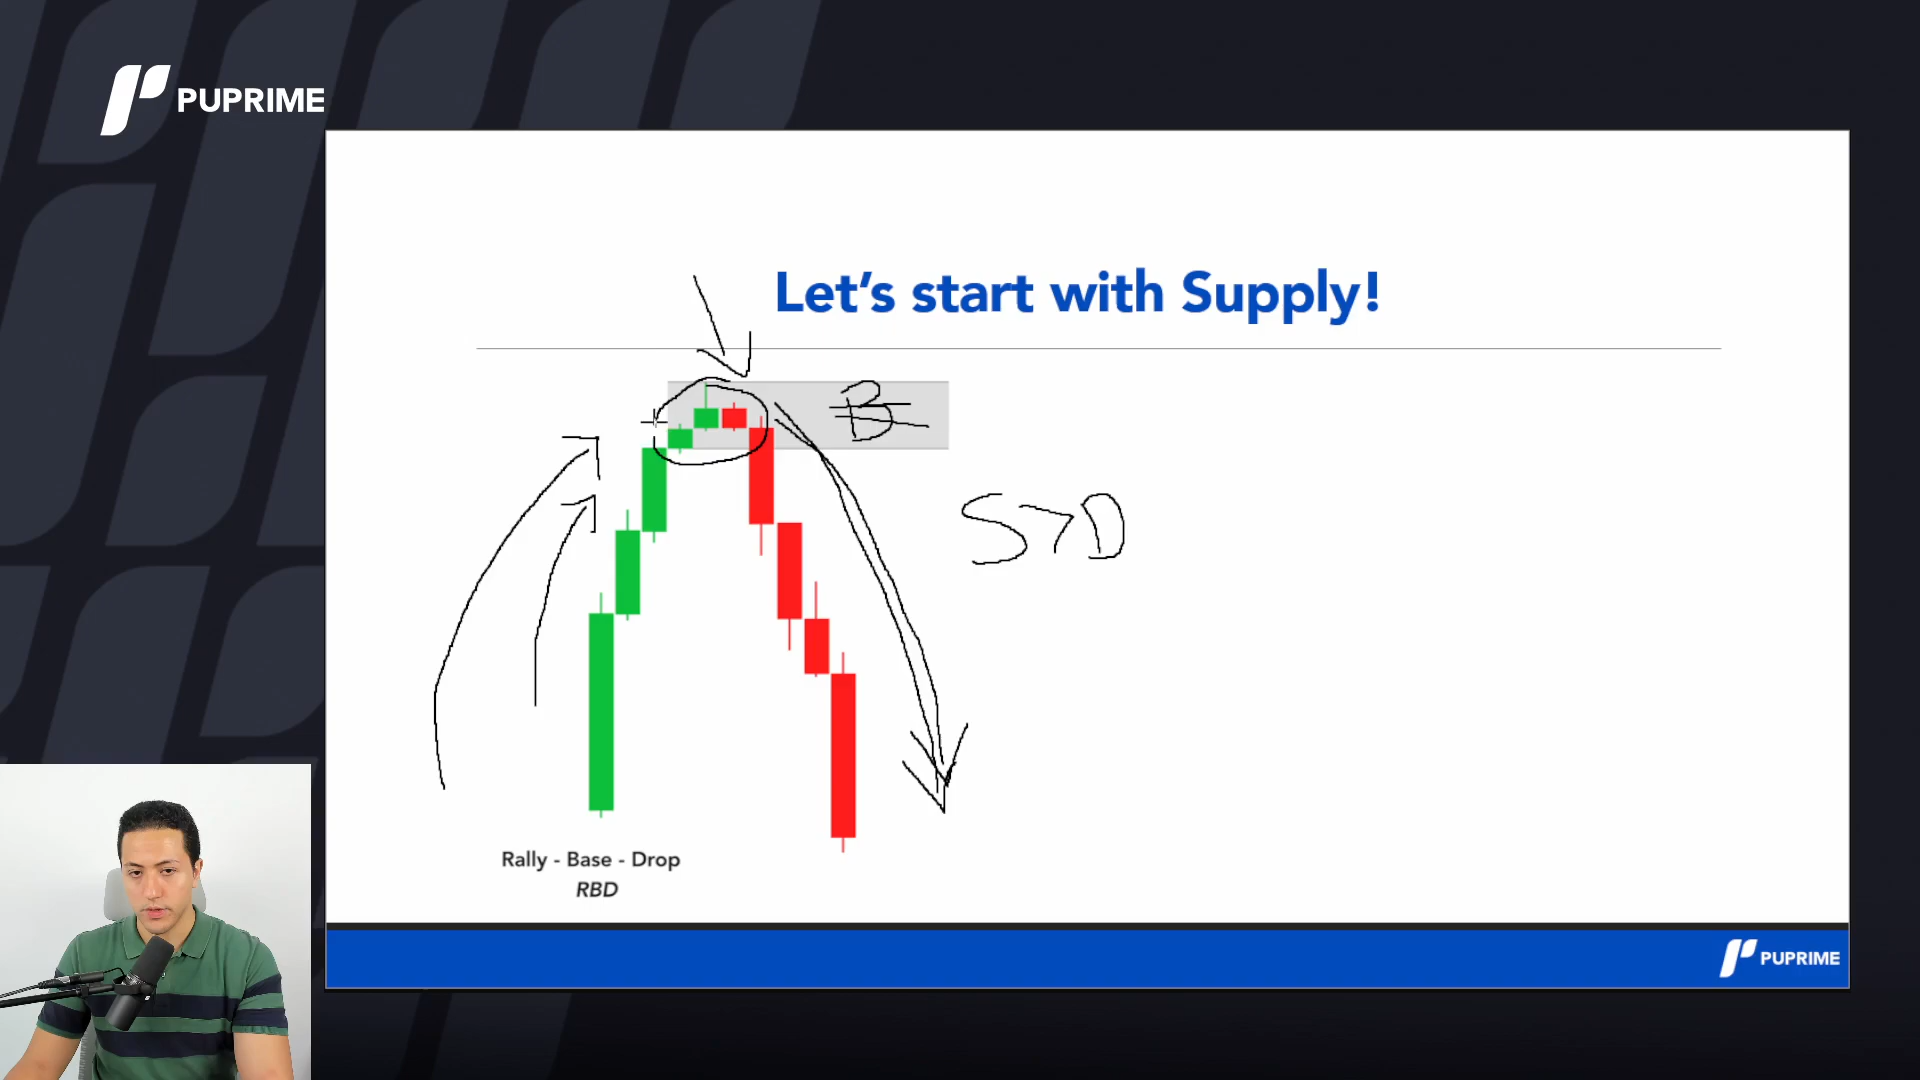 PUPRIME
Let's start with Supply!
B
S>D
Rally - Base - Drop
RBD
PUPRIME